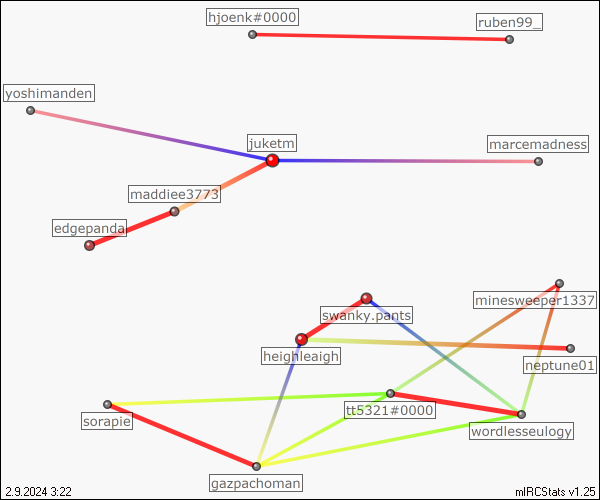 hjoenk#0000
ruben99_
yoshimanden
juketm
marcemadness
maddiee3773
edgepanda
minesweeper1337
swanky.pants
heighleaigh
neptune01
tt5321#0000
sorapie
wordlesseulogy
gazpachoman
2.9.2024 3:22
mIRCStats v1.25